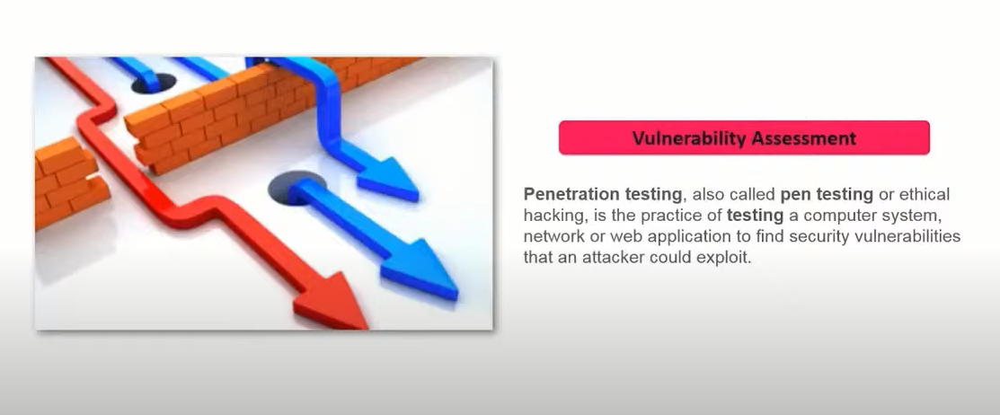 Vulnerability Assessment
Penetration testing, also called pen testing or ethical
hacking, is the practice of testing a computer system,
network or web application to find security vulnerabilities
that an attacker could exploit.